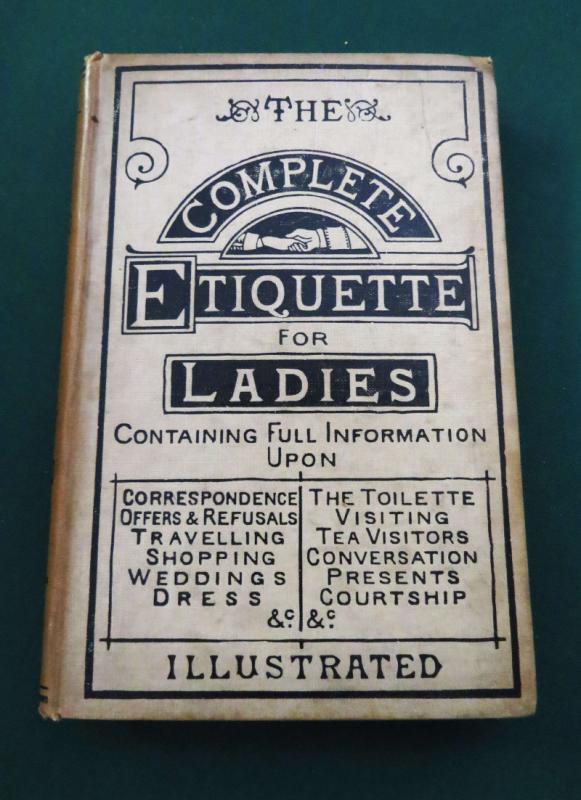 THE
COMPLETE
ETIQUETTE
FOR
LADIES
CONTAINING FULL INFORMATION
UPON
CORRESPONDENCE
OFFERS & REFUSALS
TRAVELLING
SHOPPING
WEDDINGS
DRESS
&c.
THE TOILETTE
VISITING
TEA VISITORS
CONVERSATION
PRESENTS
COURTSHIP
&c.
ILLUSTRATED